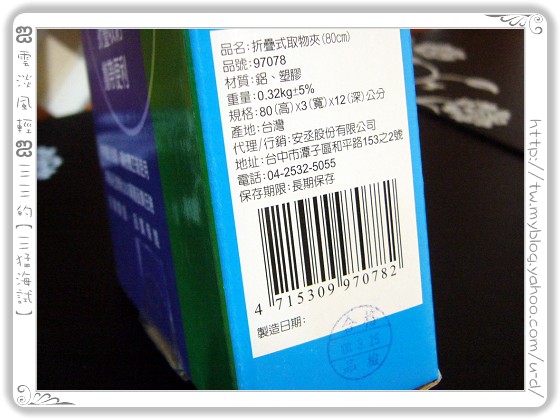 品名:折疊式取物夾(80cm)
品號:97078
材質:鋁、塑膠
重量:0.32kg±5%
規格:80(高)x3(寬)x12(深)公分
產地:台灣
代理/行銷:安丞股份有限公司
地址:台中市潭子區和平路153之2號
電話:04-2532-5055
保存期限:長期保存
4 715309 970782
製造日期:
雲淡風輕
三三的【三猛海試】
http://tw.myblog.yahoo.com/u-d/